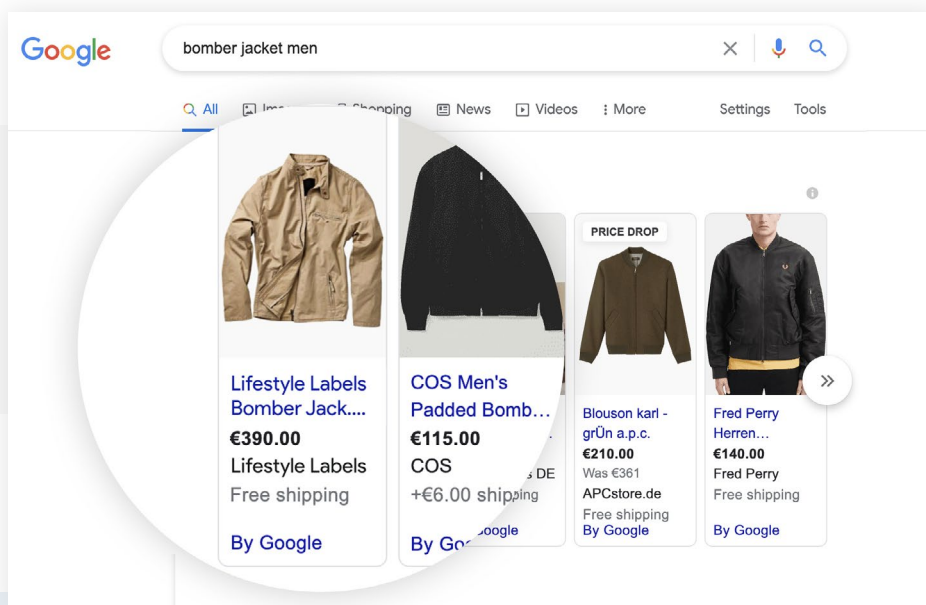 Google
bomber jacket men
All
Shopping
News
Videos
More
Settings
Tools
Lifestyle Labels
Bomber Jack....
€390.00
Lifestyle Labels
Free shipping
By Google
COS Men's
Padded Bomb...
€115.00
COS
+€6.00 shipping
DE
PRICE DROP
Blouson karl -
grÜn a.p.c.
€210.00
Was €361
APCstore.de
Free shipping
By Google
Fred Perry
Herren...
€140.00
Fred Perry
Free shipping
By Google